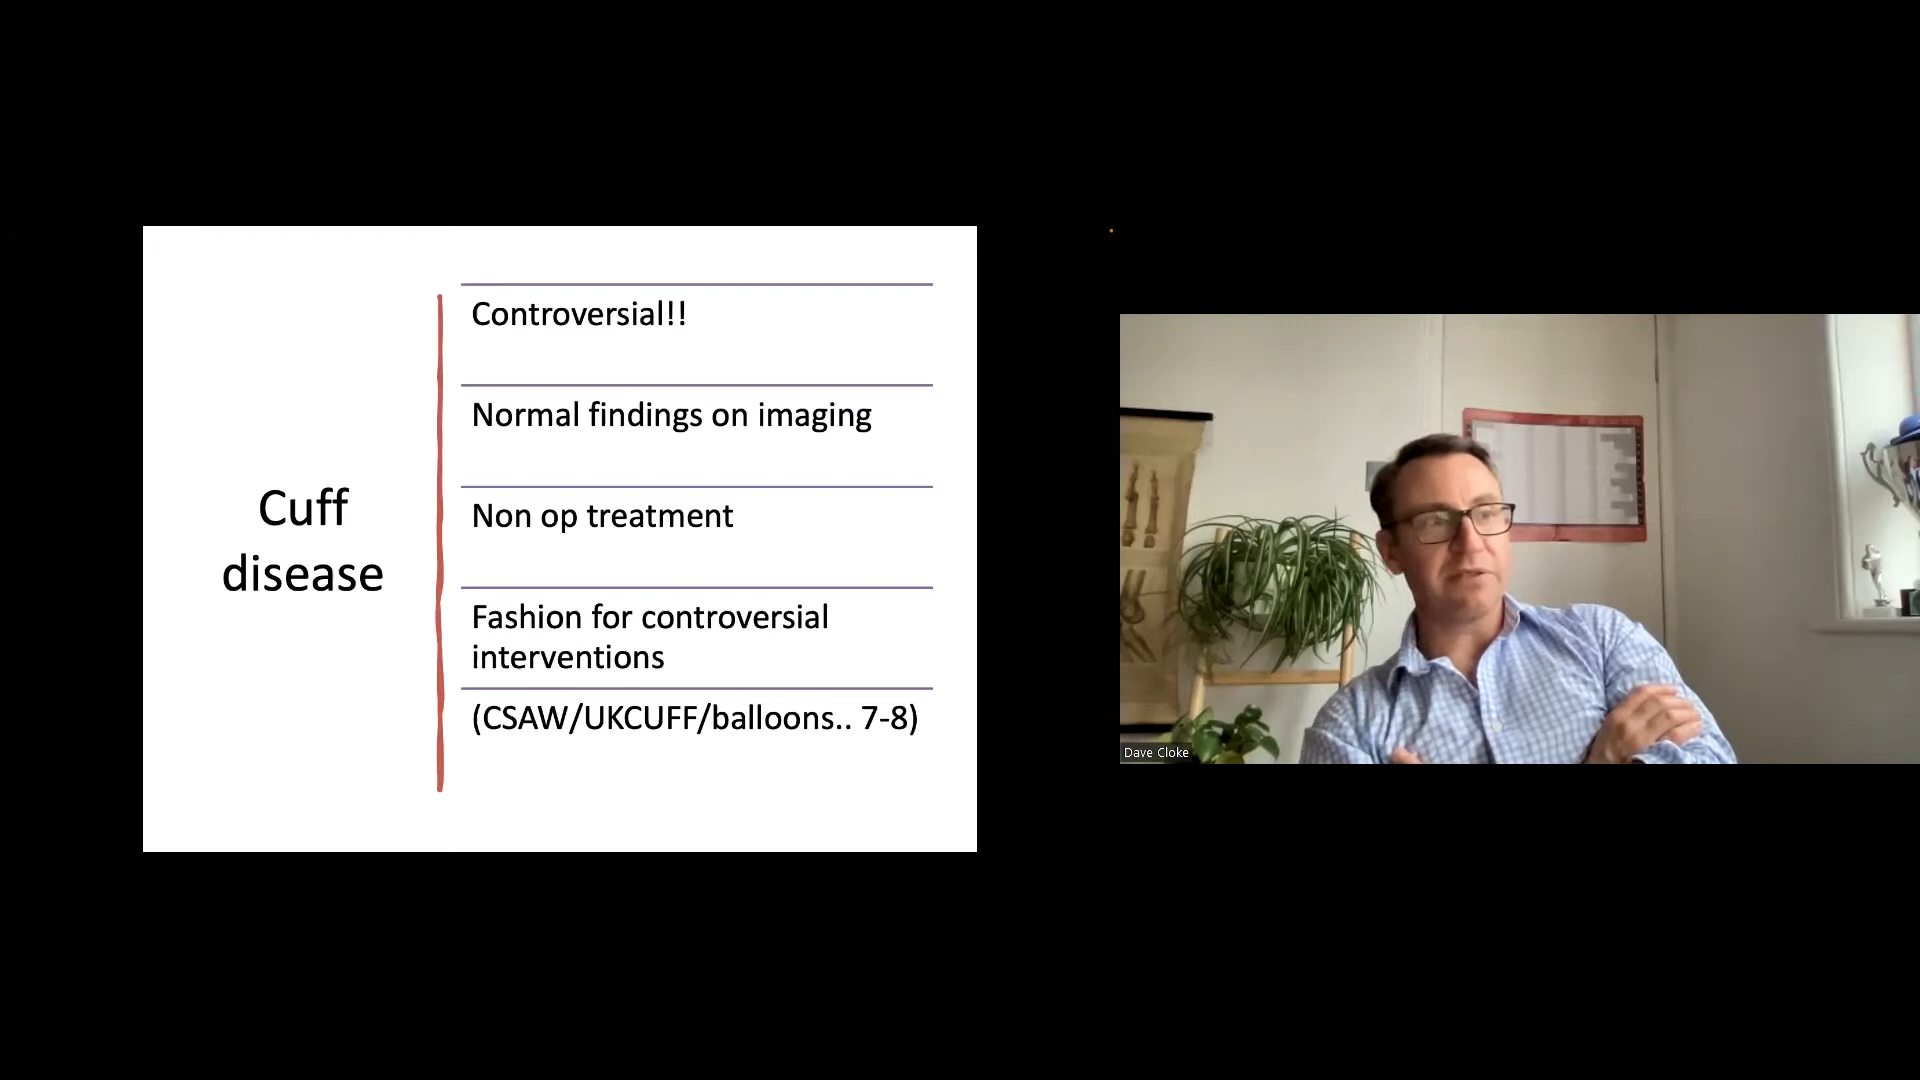 Cuff
disease
Controversial!!
Normal findings on imaging
Non op treatment
Fashion for controversial
interventions
(CSAW/UKCUFF/balloons.. 7-8)
Dave Cloke